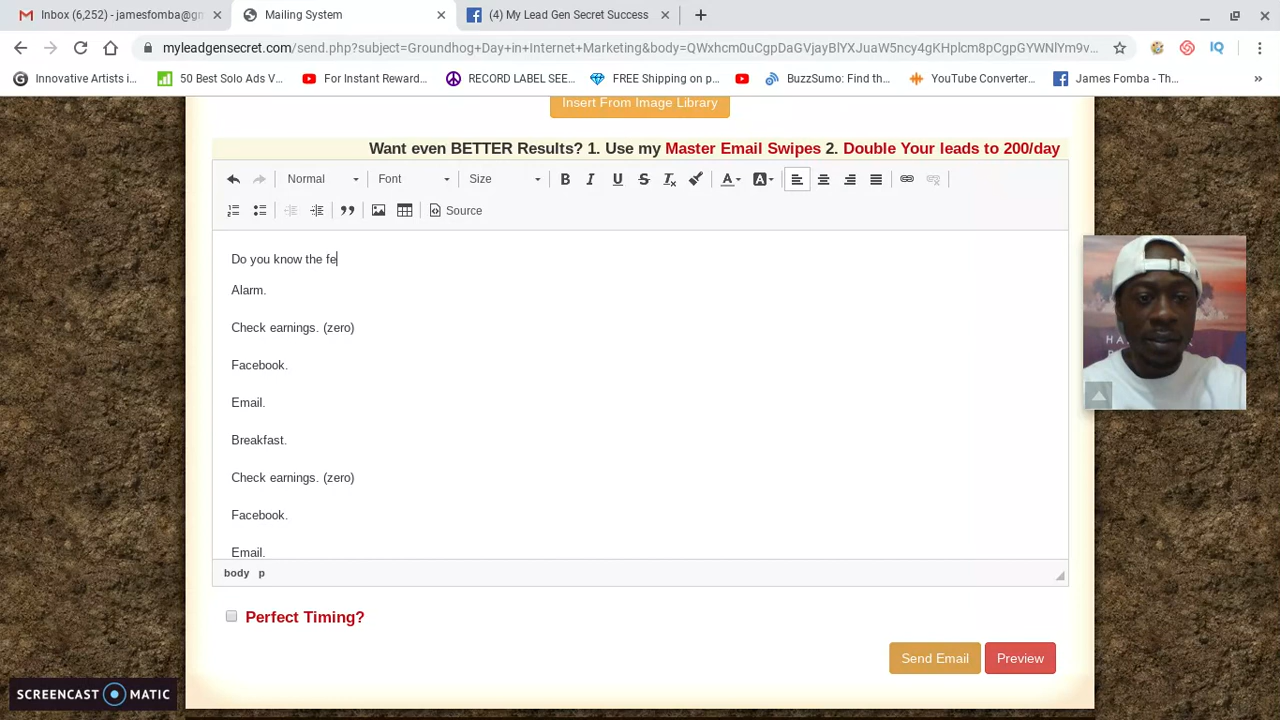 Inbox (6,252) - jamesfomba@gm
Mailing System
(4) My Lead Gen Secret Success
myleadgensecret.com/send.php?subject=Groundhog+Day+in+Internet+Marketing&body=
Innovative Artists i
50 Best Solo Ads V...
For Instant Reward...
RECORD LABEL SEE...
FREE Shipping on p...
BuzzSumo: Find th...
YouTube Converter...
James Fomba - Th...
»
Insert From Image Library
Want even BETTER Results? 1. Use my Master Email Swipes 2. Double Your leads to 200/day
Normal Font Size B I U S Tx A A
Source
Do you know the fe
Alarm.
Check earnings. (zero)
Facebook.
Email.
Breakfast.
Check earnings. (zero)
Facebook.
Email.
body p
Perfect Timing?
Send Email Preview
SCREENCAST MATIC